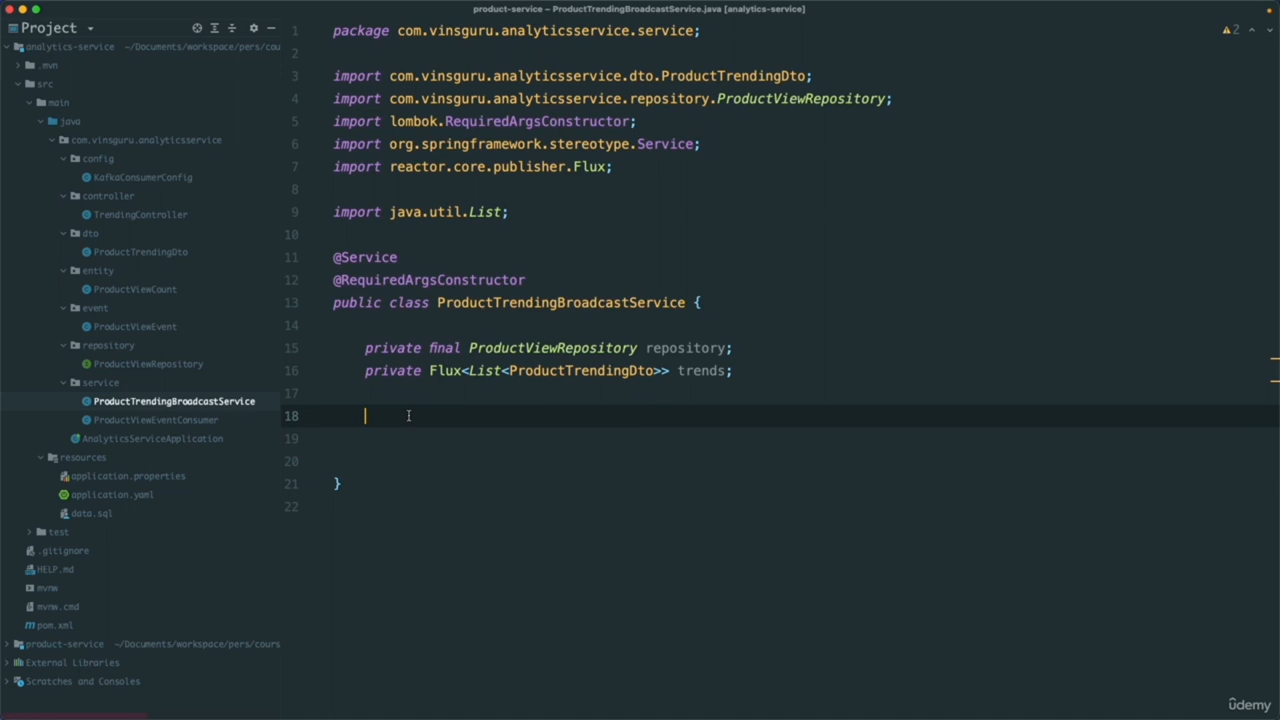 product-service – ProductTrendingBroadcastService.java [analytics-service]
Project
analytics-service ~/Documents/workspace/pers/cou
.mvn
src
main
java
com.vinsguru.analyticsservice
config
KafkaConsumerConfig
controller
TrendingController
dto
ProductTrendingDto
entity
ProductViewCount
event
ProductViewEvent
repository
ProductViewRepository
service
ProductTrendingBroadcastService
ProductViewEventConsumer
AnalyticsServiceApplication
resources
application.properties
application.yaml
data.sql
test
.gitignore
HELP.md
mvnw
mvnw.cmd
pom.xml
product-service ~/Documents/workspace/pers/cours
External Libraries
Scratches and Consoles
1 package com.vinsguru.analyticsservice.service;
2
3 import com.vinsguru.analyticsservice.dto.ProductTrendingDto;
4 import com.vinsguru.analyticsservice.repository.ProductViewRepository;
5 import lombok.RequiredArgsConstructor;
6 import org.springframework.stereotype.Service;
7 import reactor.core.publisher.Flux;
8
9 import java.util.List;
10
11 @Service
12 @RequiredArgsConstructor
13 public class ProductTrendingBroadcastService {
14
15 private final ProductViewRepository repository;
16 private Flux<List<ProductTrendingDto>> trends;
17
18
19
20
21 }
22
2
ûdemy